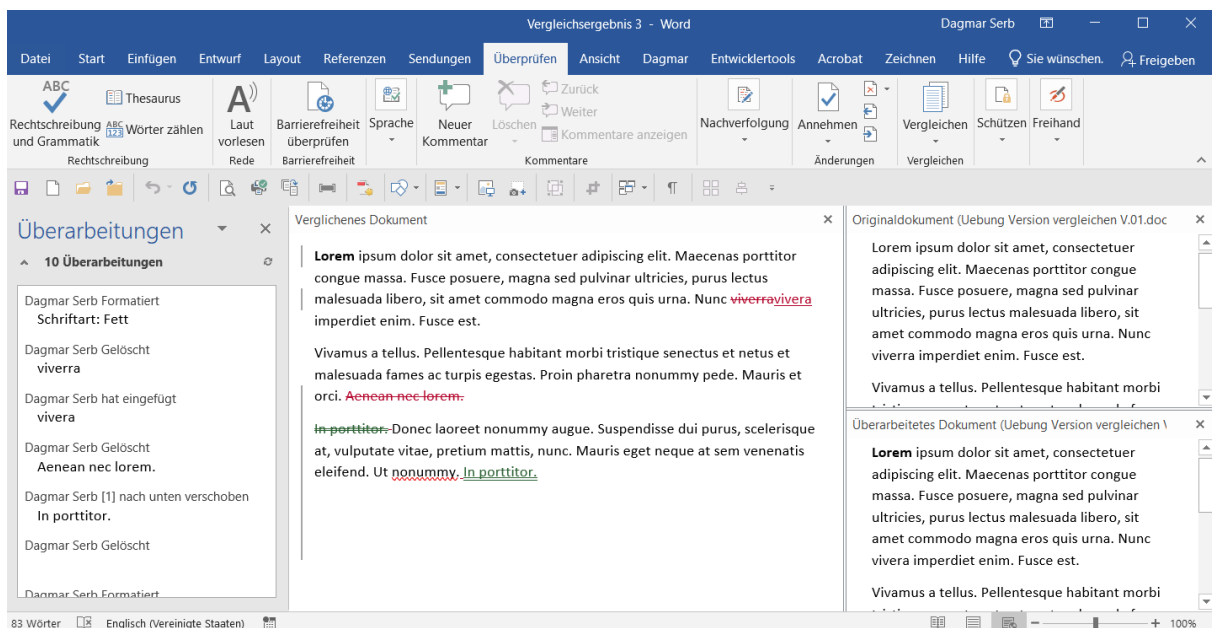 Vergleichsergebnis 3 - Word
Dagmar Serb
Datei Start Einfügen Entwurf Layout Referenzen Sendungen Überprüfen Ansicht Dagmar Entwicklertools Acrobat Zeichnen Hilfe Sie wünschen. Freigeben
ABC
Rechtschreibung
und Grammatik
Thesaurus
ABC
123 Wörter zählen
Rechtschreibung
A
Laut
vorlesen
Rede
Barrierefreiheit
überprüfen
Barrierefreiheit
Sprache
Neuer
Kommentar
Löschen
Zurück
Weiter
Kommentare anzeigen
Kommentare
Nachverfolgung
Annehmen
Änderungen
Vergleichen
Vergleichen
Schützen
Freihand
Überarbeitungen
10 Überarbeitungen
Dagmar Serb Formatiert
Schriftart: Fett
Dagmar Serb Gelöscht
viverra
Dagmar Serb hat eingefügt
vivera
Dagmar Serb Gelöscht
Aenean nec lorem.
Dagmar Serb [1] nach unten verschoben
In porttitor.
Dagmar Serb Gelöscht
Dagmar Serb Formatiert
Verglichenes Dokument
Lorem ipsum dolor sit amet, consectetuer adipiscing elit. Maecenas porttitor
congue massa. Fusce posuere, magna sed pulvinar ultricies, purus lectus
malesuada libero, sit amet commodo magna eros quis urna. Nunc viverravivera
imperdiet enim. Fusce est.
Vivamus a tellus. Pellentesque habitant morbi tristique senectus et netus et
malesuada fames ac turpis egestas. Proin pharetra nonummy pede. Mauris et
orci. Aenean nec lorem.
In porttitor. Donec laoreet nonummy augue. Suspendisse dui purus, scelerisque
at, vulputate vitae, pretium mattis, nunc. Mauris eget neque at sem venenatis
eleifend. Ut nonummy. In porttitor.
Originaldokument (Uebung Version vergleichen V.01.doc
Lorem ipsum dolor sit amet, consectetuer
adipiscing elit. Maecenas porttitor congue
massa. Fusce posuere, magna sed pulvinar
ultricies, purus lectus malesuada libero, sit
amet commodo magna eros quis urna. Nunc
viverra imperdiet enim. Fusce est.
Vivamus a tellus. Pellentesque habitant morbi
Überarbeitetes Dokument (Uebung Version vergleichen
Lorem ipsum dolor sit amet, consectetuer
adipiscing elit. Maecenas porttitor congue
massa. Fusce posuere, magna sed pulvinar
ultricies, purus lectus malesuada libero, sit
amet commodo magna eros quis urna. Nunc
vivera imperdiet enim. Fusce est.
Vivamus a tellus. Pellentesque habitant morbi
83 Wörter Englisch (Vereinigte Staaten)
100%